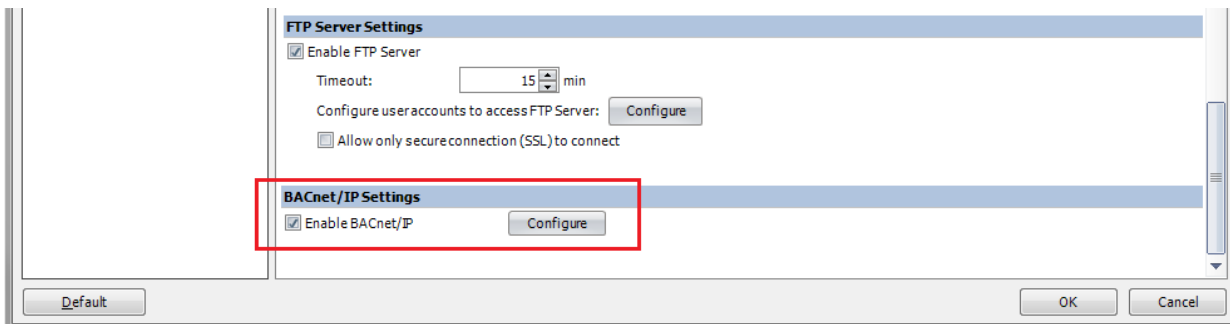 FTP Server Settings
Enable FTP Server
Timeout: 15 min
Configure user accounts to access FTP Server: Configure
Allow only secure connection (SSL) to connect
BACnet/IP Settings
Enable BACnet/IP Configure
Default OK Cancel